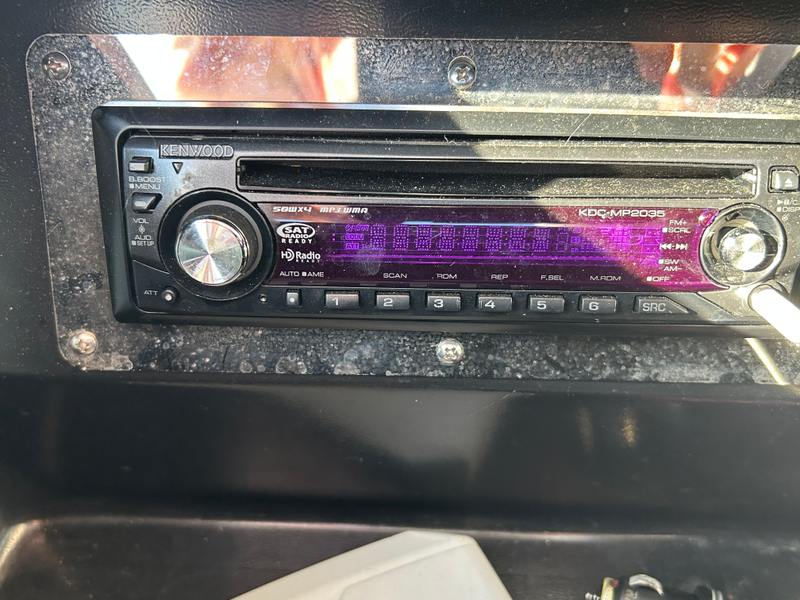 KENWOOD
B.BOOST
MENU
VOL
AUD
SET UP
ATT
50WX4 MP3 WMA
KDC-MP2035
SAT
RADIO
READY
HD Radio
READY
FM+
SCRL
SW
AM-
AUTO AME SCAN RDM REP F.SEL M.RDM OFF
1 2 3 4 5 6 SRC